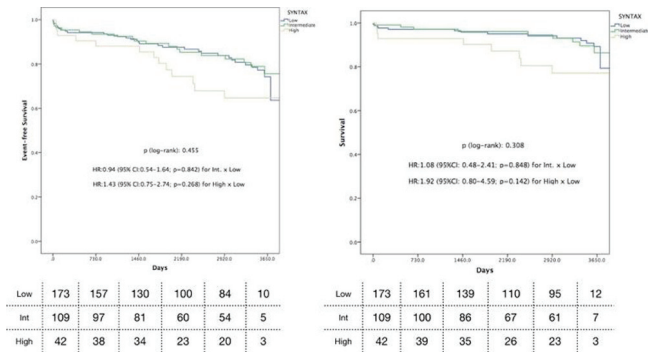 SYNTAX
Low
Intermediate
High
Event-free Survival
1.0
0.8
0.6
0.4
0.2
0.0
p (log-rank): 0.455
HR:0.94 (95% CI:0.54-1.64; p=0.842) for Int. x Low
HR:1.43 (95%CI:0.75-2.74; p=0.268) for High x Low
.0 730.0 1460.0 2190.0 2920.0 3650.0
Days
Low 173 157 130 100 84 10
Int 109 97 81 60 54 5
High 42 38 34 23 20 3
SYNTAX
Low
Intermediate
High
Survival
1.0
0.8
0.6
0.4
0.2
0.0
p (log-rank): 0.308
HR:1.08 (95%CI: 0.48-2.41; p=0.848) for Int. x Low
HR:1.92 (95%CI: 0.80-4.59; p=0.142) for High x Low
.0 730.0 1460.0 2190.0 2920.0 3650.0
Days
Low 173 161 139 110 95 12
Int 109 100 86 67 61 7
High 42 39 35 26 23 3